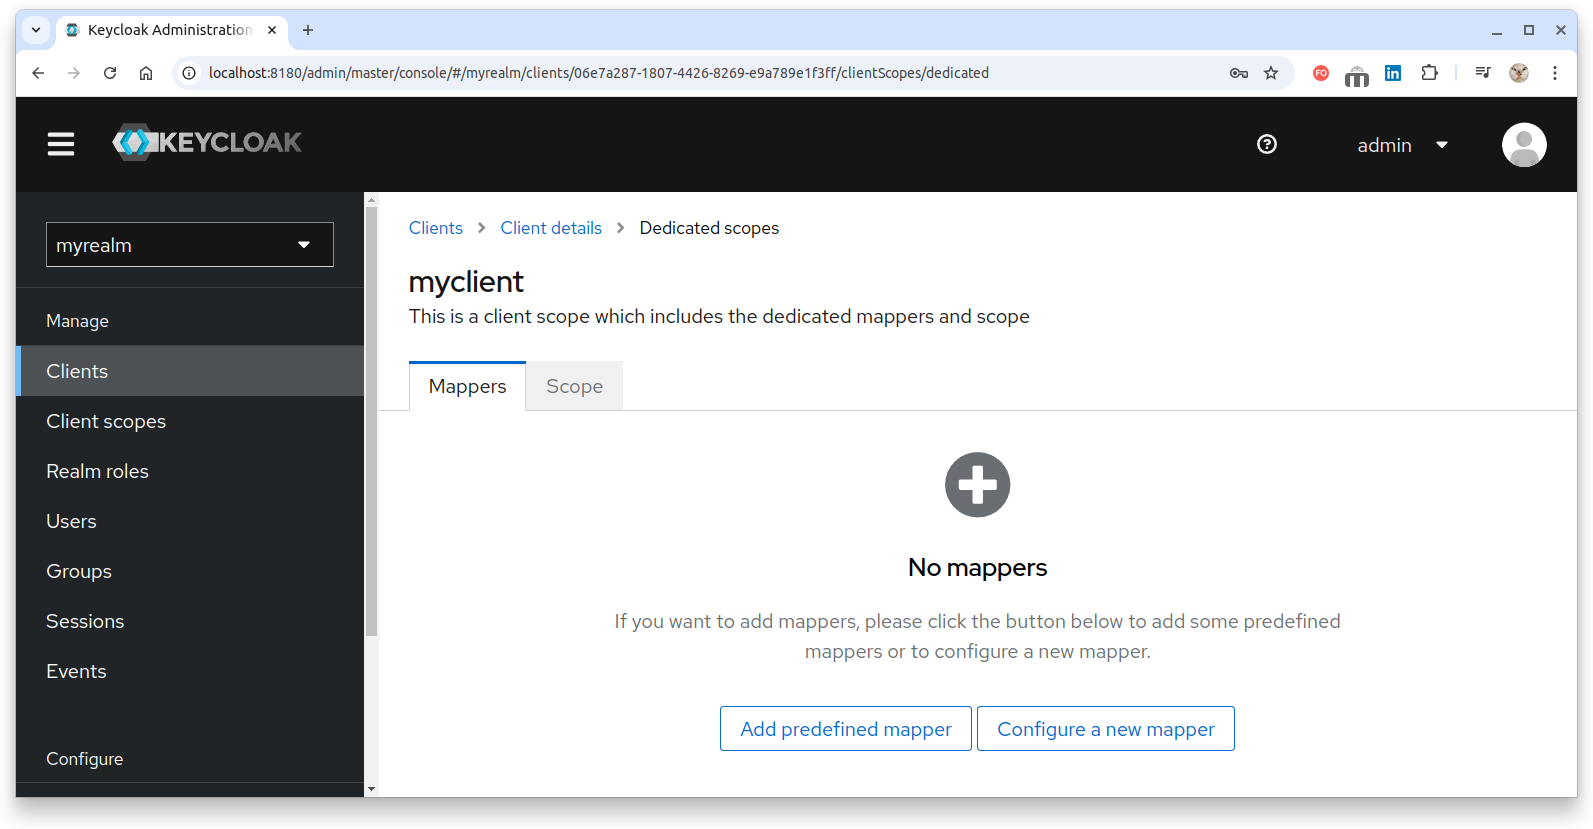 Keycloak Administration
localhost:8180/admin/master/console/#/myrealm/clients/06e7a287-1807-4426-8269-e9a789e1f3ff/clientScopes/dedicated
FO
in
KEYCLOAK
admin
myrealm
Manage
Clients
Client scopes
Realm roles
Users
Groups
Sessions
Events
Configure
Clients > Client details > Dedicated scopes
myclient
This is a client scope which includes the dedicated mappers and scope
Mappers Scope
No mappers
If you want to add mappers, please click the button below to add some predefined
mappers or to configure a new mapper.
Add predefined mapper Configure a new mapper